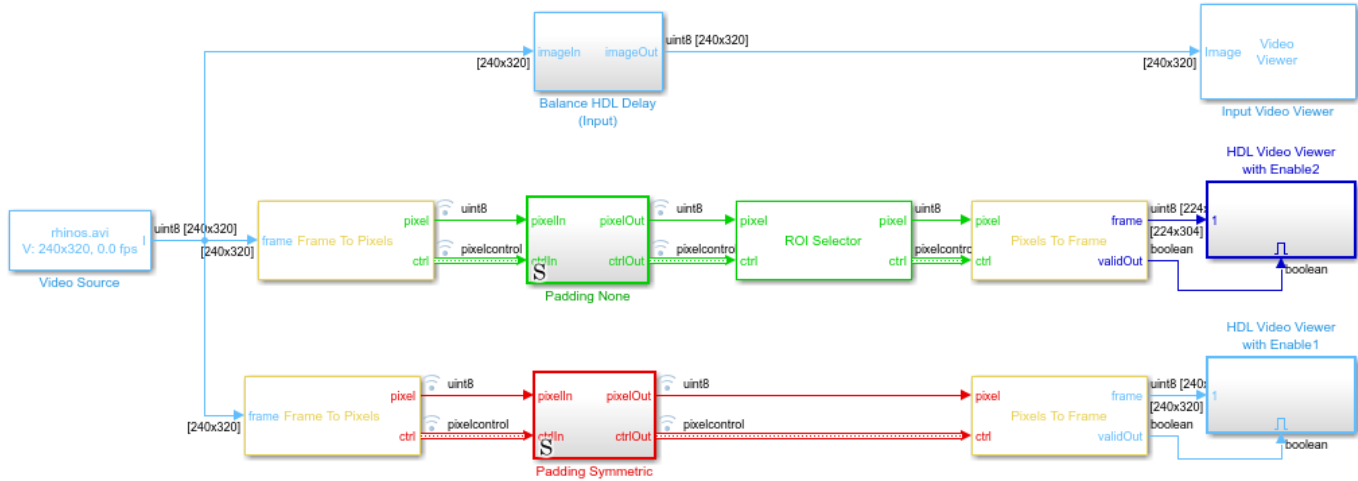 imageIn
imageOut
uint8 [240x320]
[240x320]
[240x320]
Image
Video
Viewer
Balance HDL Delay
(Input)
Input Video Viewer
HDL Video Viewer
with Enable2
rhinos.avi
V: 240x320, 0.0 fps
I
Video Source
uint8 [240x320]
[240x320]
frame
Frame To Pixels
pixel
ctrl
uint8
pixelcontrol
pixelIn
ctrlIn
pixelOut
ctrlOut
S
Padding None
uint8
pixelcontrol
pixel
ctrl
ROI Selector
pixel
ctrl
uint8
pixelcontrol
pixel
ctrl
Pixels To Frame
frame
validOut
uint8 [224x
[224x304]
boolean
1
boolean
HDL Video Viewer
with Enable1
[240x320]
frame
Frame To Pixels
pixel
ctrl
uint8
pixelcontrol
pixelIn
ctrlIn
pixelOut
ctrlOut
S
Padding Symmetric
uint8
pixelcontrol
pixel
ctrl
Pixels To Frame
frame
validOut
uint8 [240x
[240x320]
boolean
1
boolean